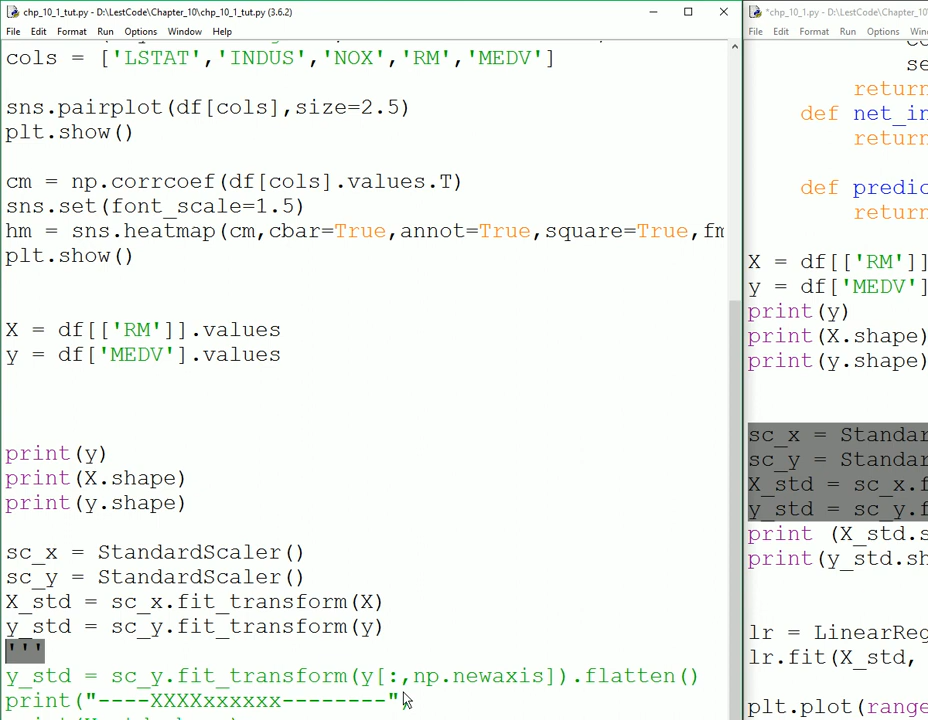 chp_10_1_tut.py - D:\LestCode\Chapter_10\chp_10_1_tut.py (3.6.2)
File Edit Format Run Options Window Help
cols = ['LSTAT','INDUS','NOX','RM','MEDV']
sns.pairplot(df[cols],size=2.5)
plt.show()
cm = np.corrcoef(df[cols].values.T)
sns.set(font_scale=1.5)
hm = sns.heatmap(cm,cbar=True,annot=True,square=True,fm
plt.show()
X = df[['RM']].values
y = df['MEDV'].values
print(y)
print(X.shape)
print(y.shape)
sc_x = StandardScaler()
sc_y = StandardScaler()
X_std = sc_x.fit_transform(X)
y_std = sc_y.fit_transform(y)
'''
y_std = sc_y.fit_transform(y[:,np.newaxis]).flatten()
print("----XXXXxxxxxx--------")
*chp_10_1.py - D:\LestCode\Chapter_10
File Edit Format Run Options
se
return
def net_in
return
def predic
return
X = df[['RM']]
y = df['MEDV'
print(y)
print(X.shape)
print(y.shape)
sc_x = Standar
sc_y = Standar
X_std = sc_x.f
y_std = sc_y.f
print (X_std.s
print(y_std.sh
lr = LinearReg
lr.fit(X_std,
plt.plot(range